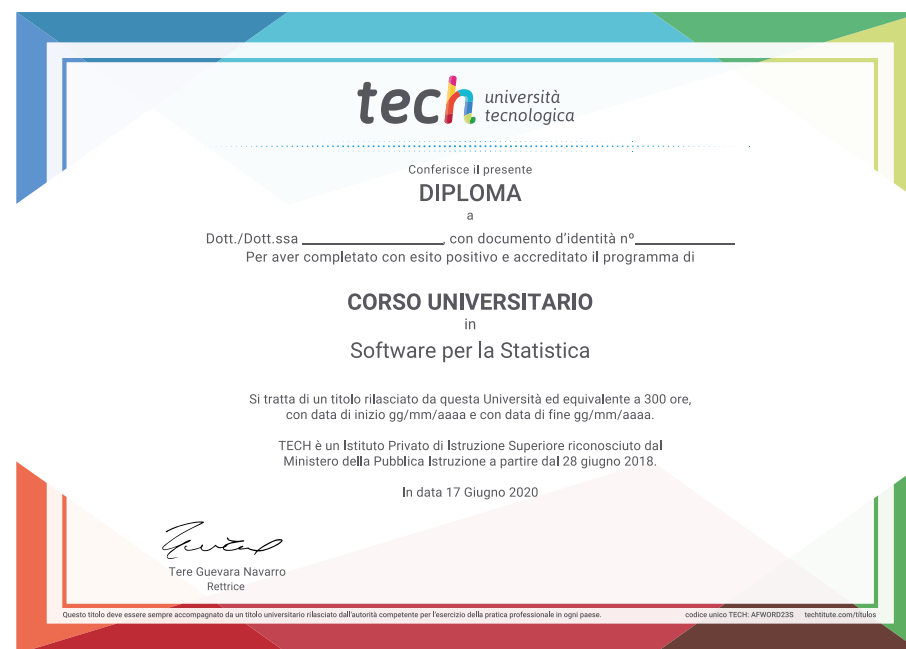 tech università
tecnologica
Conferisce il presente
DIPLOMA
a
Dott./Dott.ssa ____________________, con documento d'identità nº______________
Per aver completato con esito positivo e accreditato il programma di
CORSO UNIVERSITARIO
in
Software per la Statistica
Si tratta di un titolo rilasciato da questa Università ed equivalente a 300 ore,
con data di inizio gg/mm/aaaa e con data di fine gg/mm/aaaa.
TECH è un Istituto Privato di Istruzione Superiore riconosciuto dal
Ministero della Pubblica Istruzione a partire dal 28 giugno 2018.
In data 17 Giugno 2020
Tere Guevara Navarro
Rettrice
Questo titolo deve essere sempre accompagnato da un titolo universitario rilasciato dall'autorità competente per l'esercizio della pratica professionale in ogni paese. codice unico TECH: AFWORD23S techtitute.com/titulos